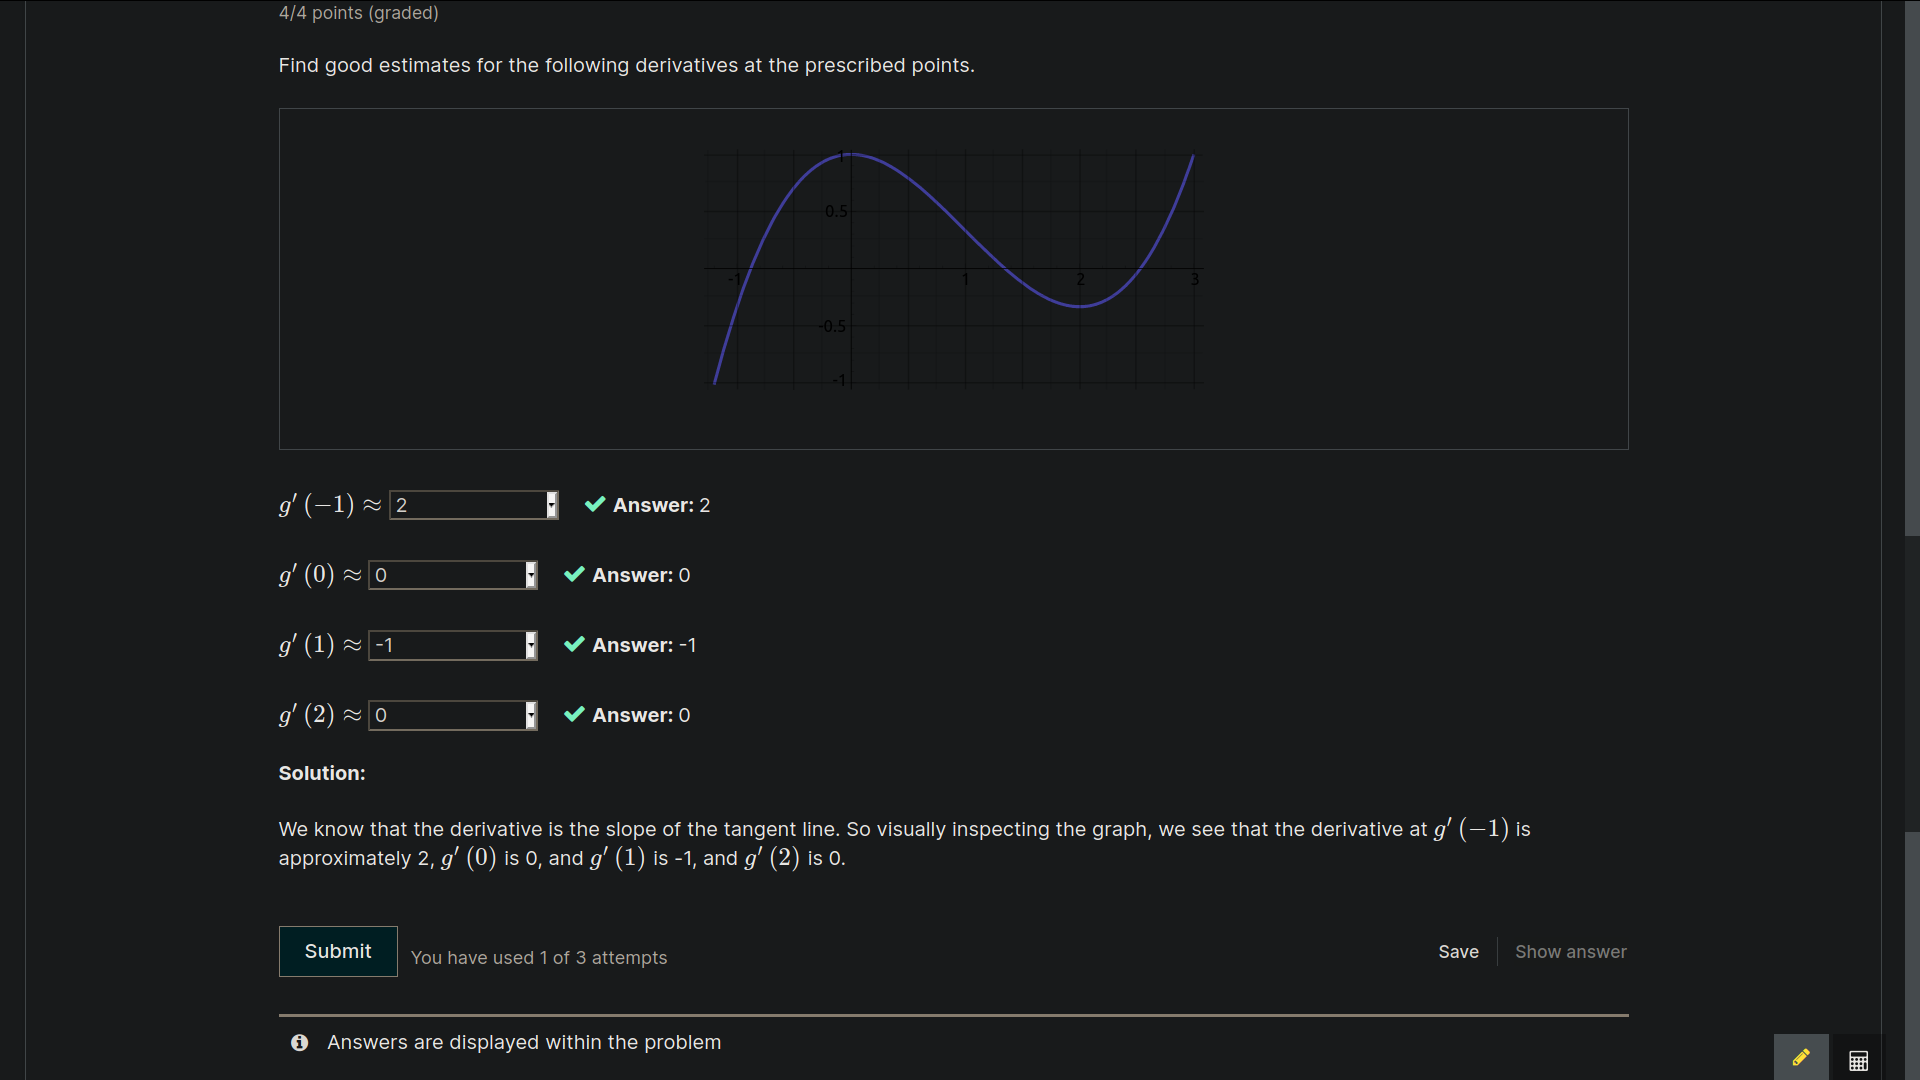 4/4 points (graded)
Find good estimates for the following derivatives at the prescribed points.
1
0.5
-1 1 2 3
-0.5
-1
g′ (−1) ≈ 2 Answer: 2
g′ (0) ≈ 0 Answer: 0
g′ (1) ≈ -1 Answer: -1
g′ (2) ≈ 0 Answer: 0
Solution:
We know that the derivative is the slope of the tangent line. So visually inspecting the graph, we see that the derivative at g′ (−1) is
approximately 2, g′ (0) is 0, and g′ (1) is -1, and g′ (2) is 0.
Submit You have used 1 of 3 attempts Save Show answer
Answers are displayed within the problem